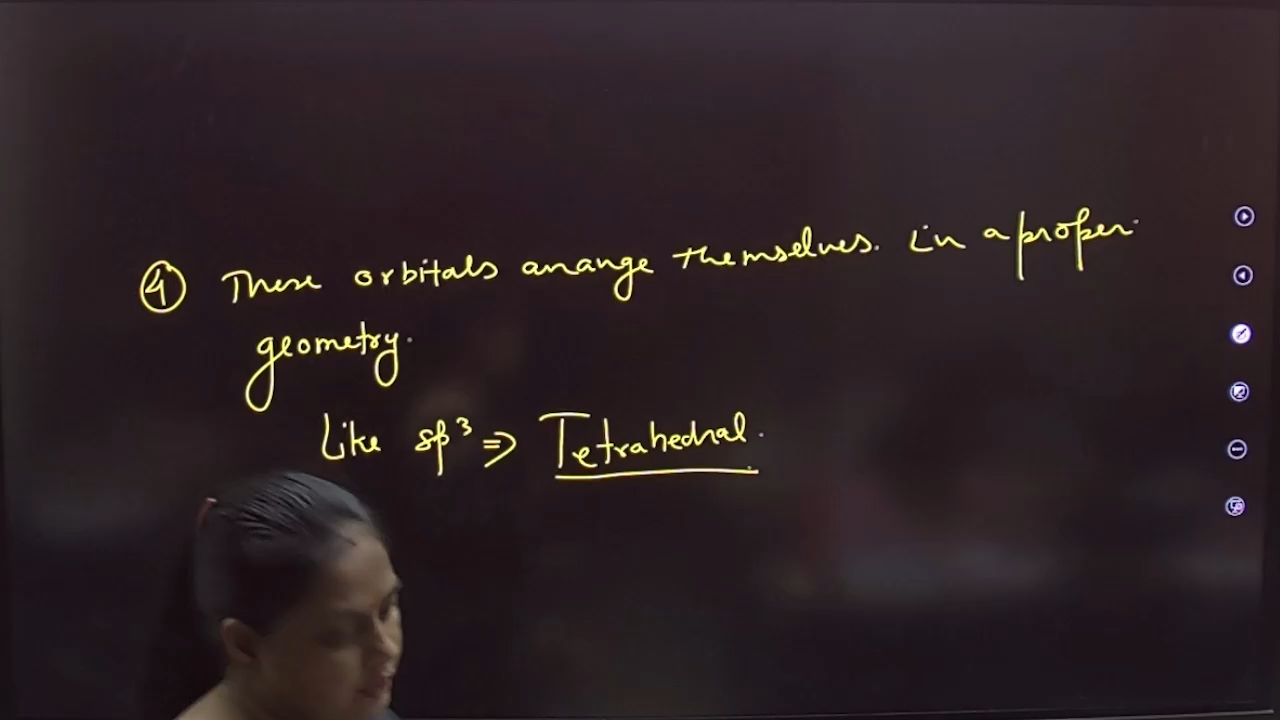 ④ These orbitals arrange themselves. in a proper
geometry.
Like sp³ ⇒ Tetrahedral.